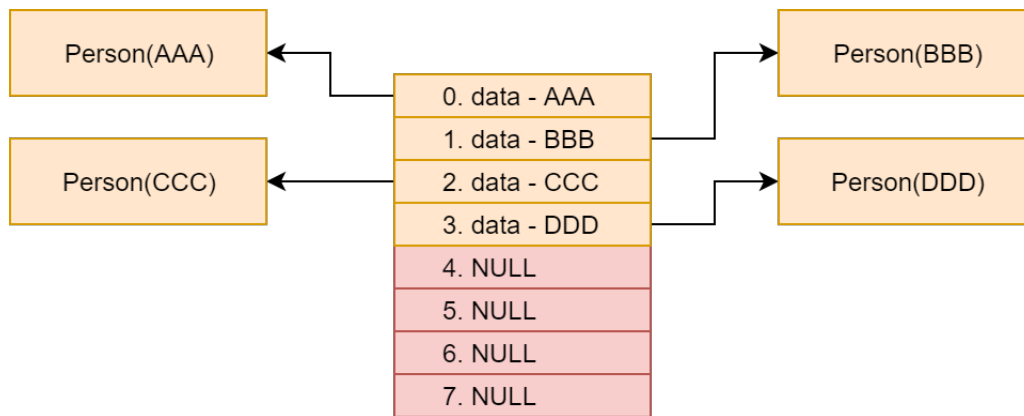 Person(AAA)
Person(BBB)
0. data - AAA
1. data - BBB
Person(CCC)
2. data - CCC
Person(DDD)
3. data - DDD
4. NULL
5. NULL
6. NULL
7. NULL